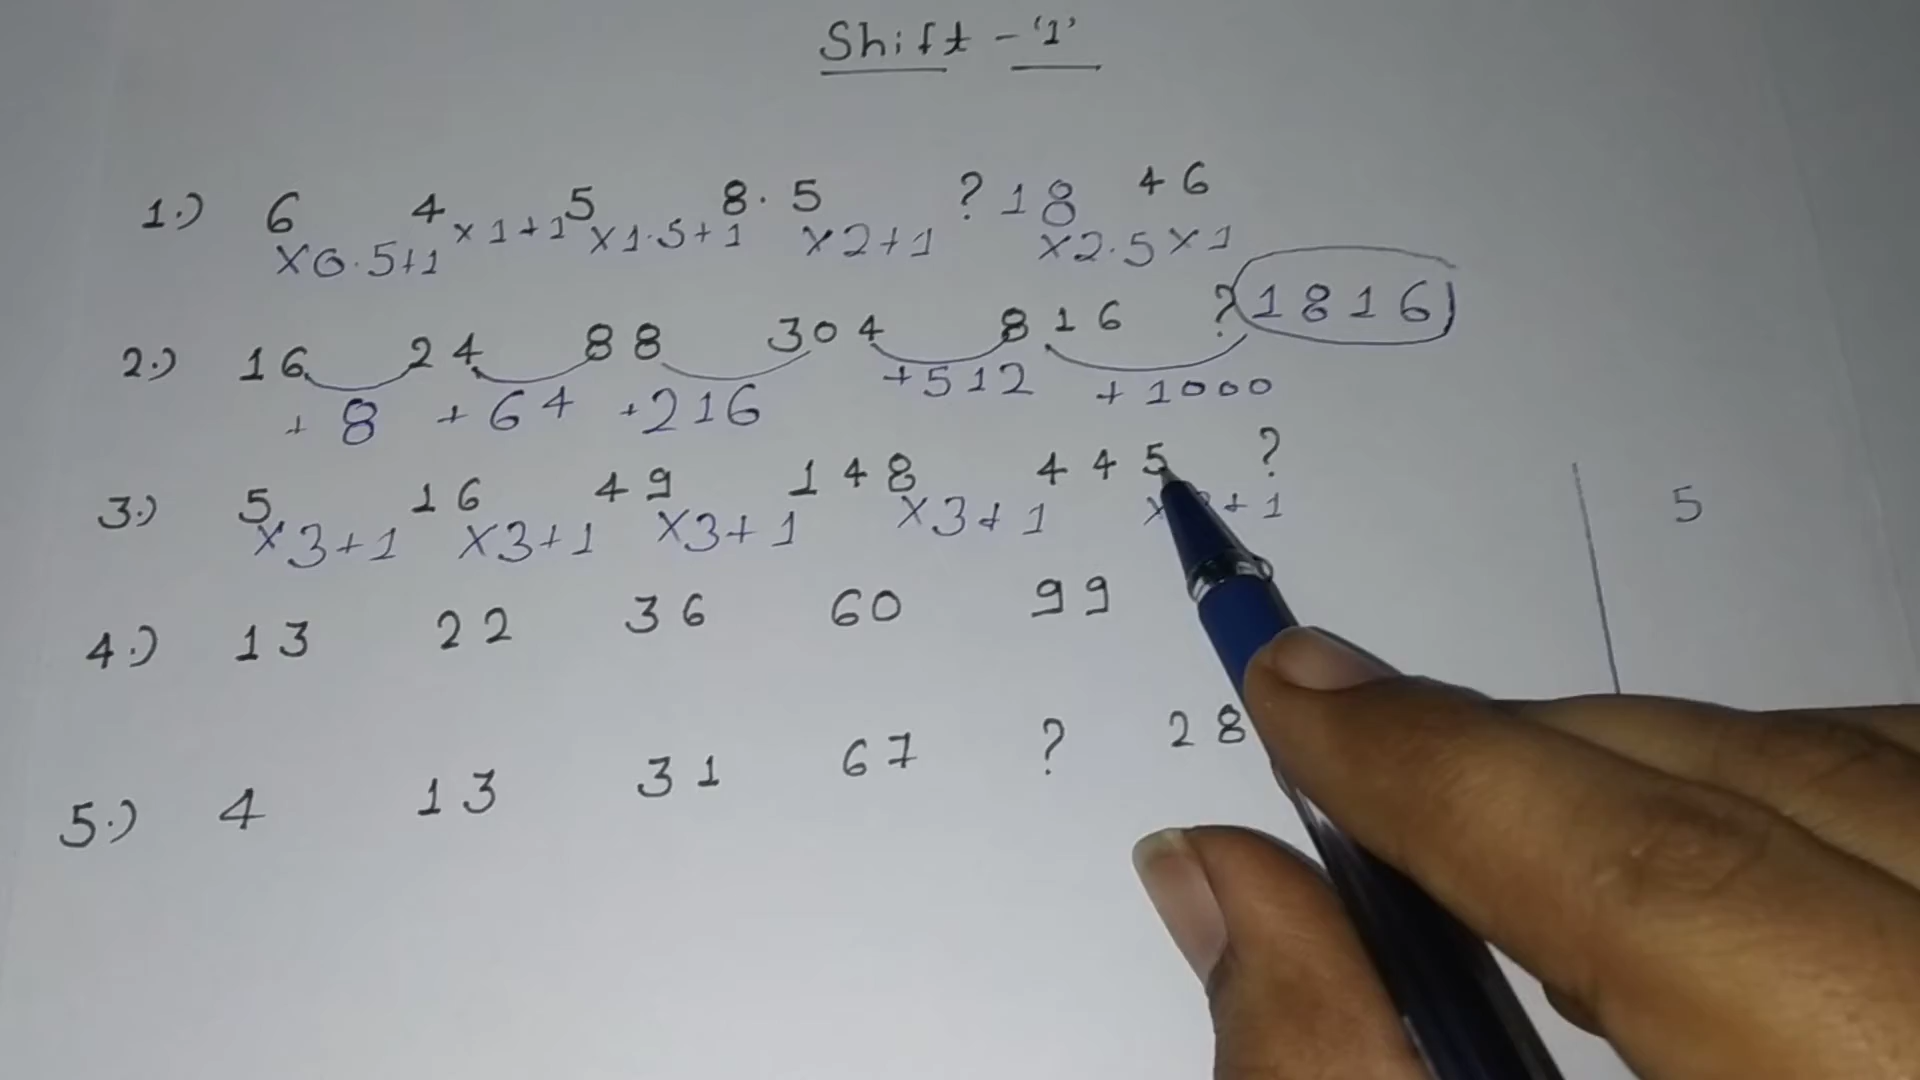 Shift - '1'
1.) 6 4 5 8.5 ? 18 46
×0.5+1 ×1+1 ×1.5+1 ×2+1 ×2.5×1
2.) 16 24 88 304 816 ? 1816
+8 +64 +216 +512 +1000
3.) 5 16 49 148 445 ?
×3+1 ×3+1 ×3+1 ×3+1 +1
5
4.) 13 22 36 60 99
5.) 4 13 31 67 ? 28